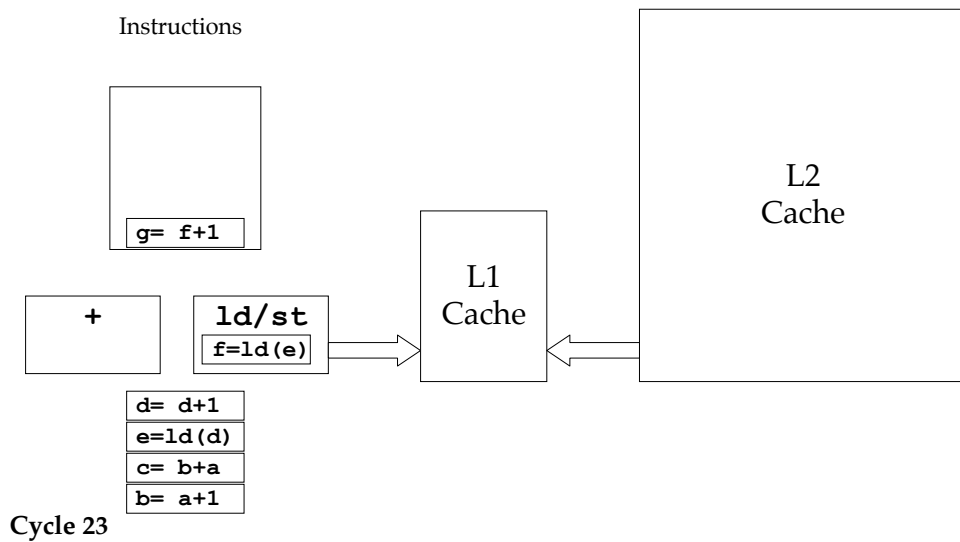 Instructions
g= f+1
+
ld/st
f=ld(e)
L1
Cache
L2
Cache
d= d+1
e=ld(d)
c= b+a
b= a+1
Cycle 23